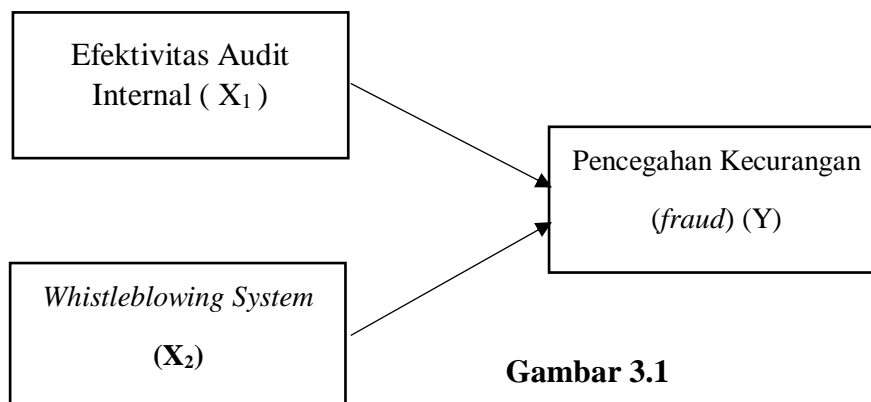 Efektivitas Audit
Internal ( X₁ )
Pencegahan Kecurangan
(fraud) (Y)
Whistleblowing System
(X₂)
Gambar 3.1